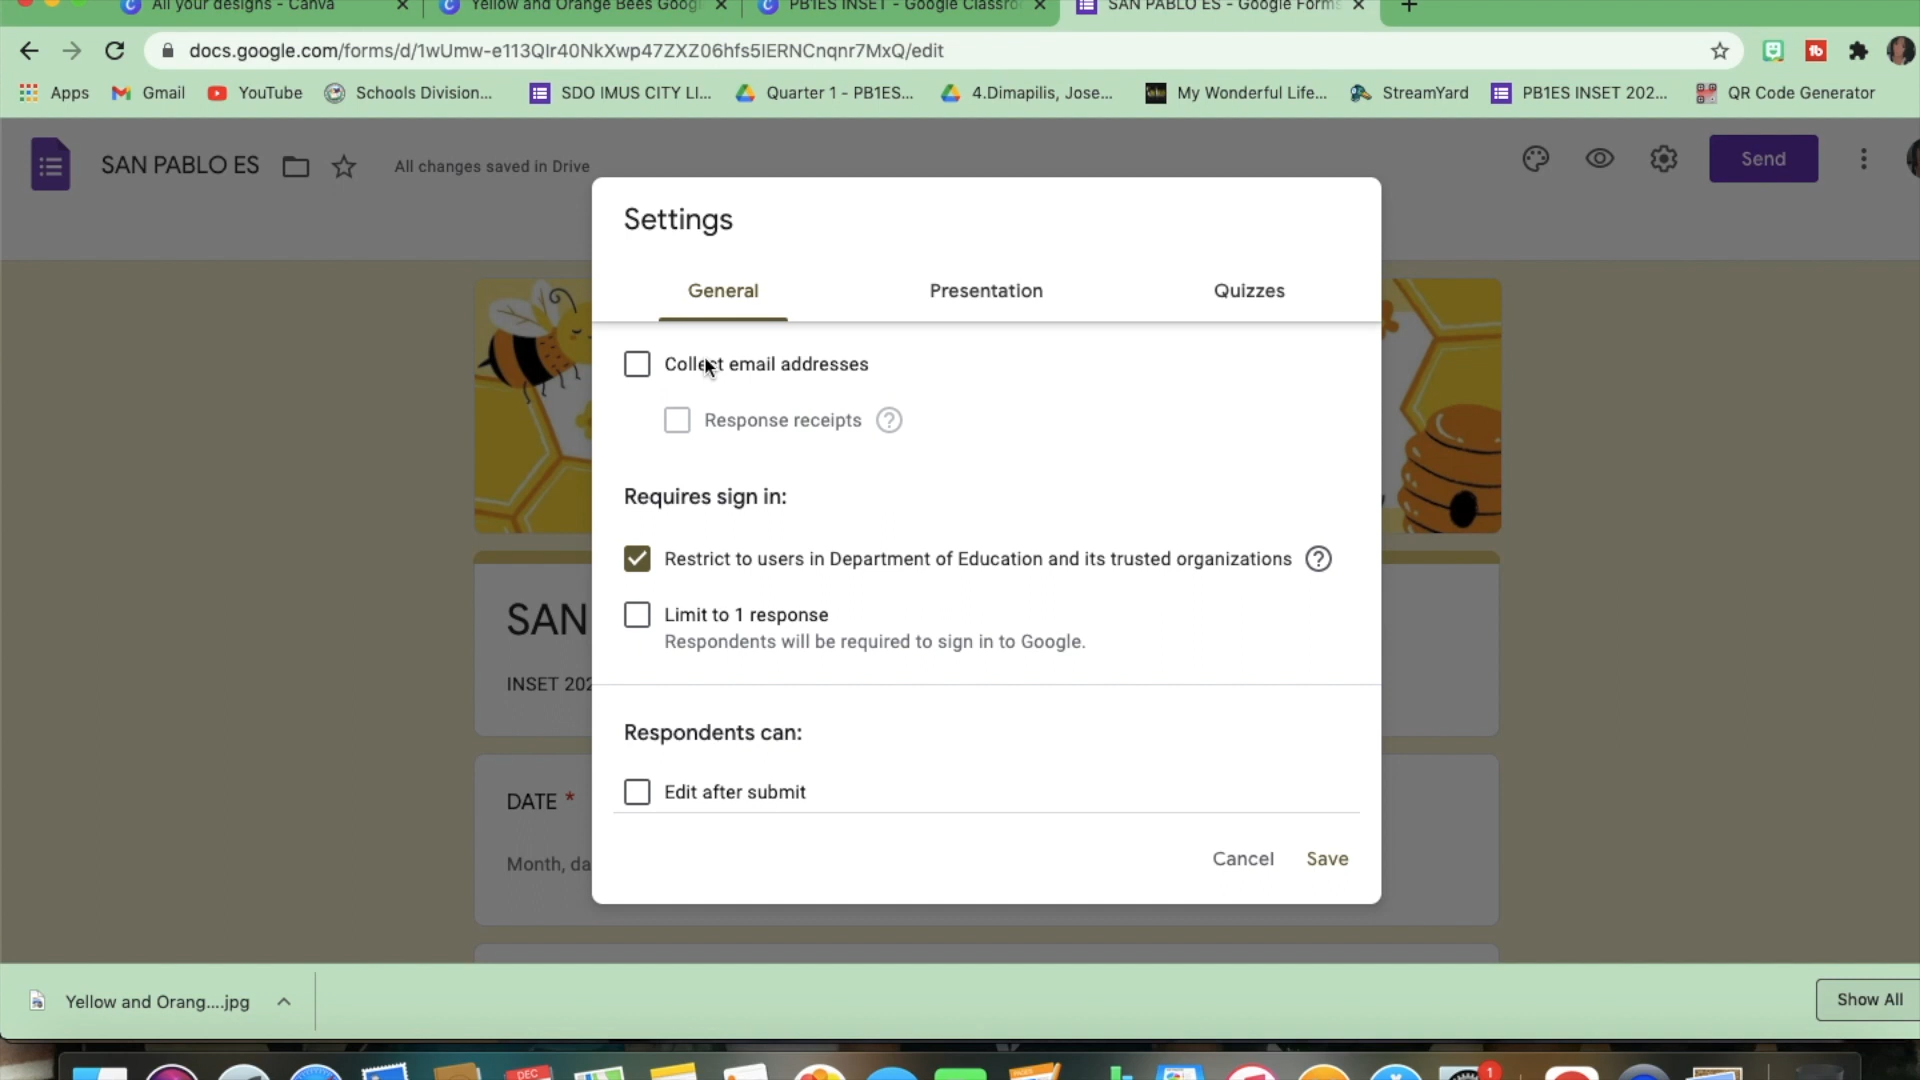 All your designs - Canva
Yellow and Orange Bees Googl
PB1ES INSET - Google Classro
SAN PABLO ES - Google Forms
docs.google.com/forms/d/1wUmw-e113QIr40NkXwp47ZXZ06hfs5lERNCnqnr7MxQ/edit
Apps
Gmail
YouTube
Schools Division...
SDO IMUS CITY LI...
Quarter 1 - PB1ES...
4.Dimapilis, Jose...
My Wonderful Life...
StreamYard
PB1ES INSET 202...
QR Code Generator
SAN PABLO ES
All changes saved in Drive
Send
Settings
General
Presentation
Quizzes
Collect email addresses
Response receipts
Requires sign in:
Restrict to users in Department of Education and its trusted organizations
Limit to 1 response
Respondents will be required to sign in to Google.
SAN
INSET 202
Respondents can:
Edit after submit
DATE *
Month, da
Cancel
Save
Yellow and Orang....jpg
Show All
DEC
PAGES
1